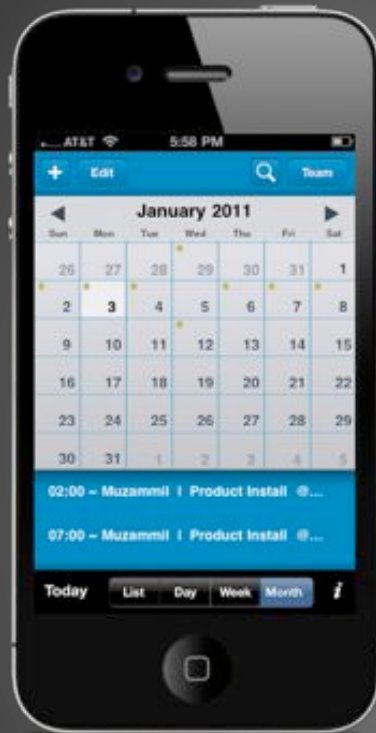 AT&T 5:58 PM
+ Edit Team
January 2011
Sun Mon Tue Wed Thu Fri Sat
26 27 28 29 30 31 1
2 3 4 5 6 7 8
9 10 11 12 13 14 15
16 17 18 19 20 21 22
23 24 25 26 27 28 29
30 31 1 2 3 4 5
02:00 ~ Muzammil | Product Install @...
07:00 ~ Muzammil | Product Install @...
Today List Day Week Month i